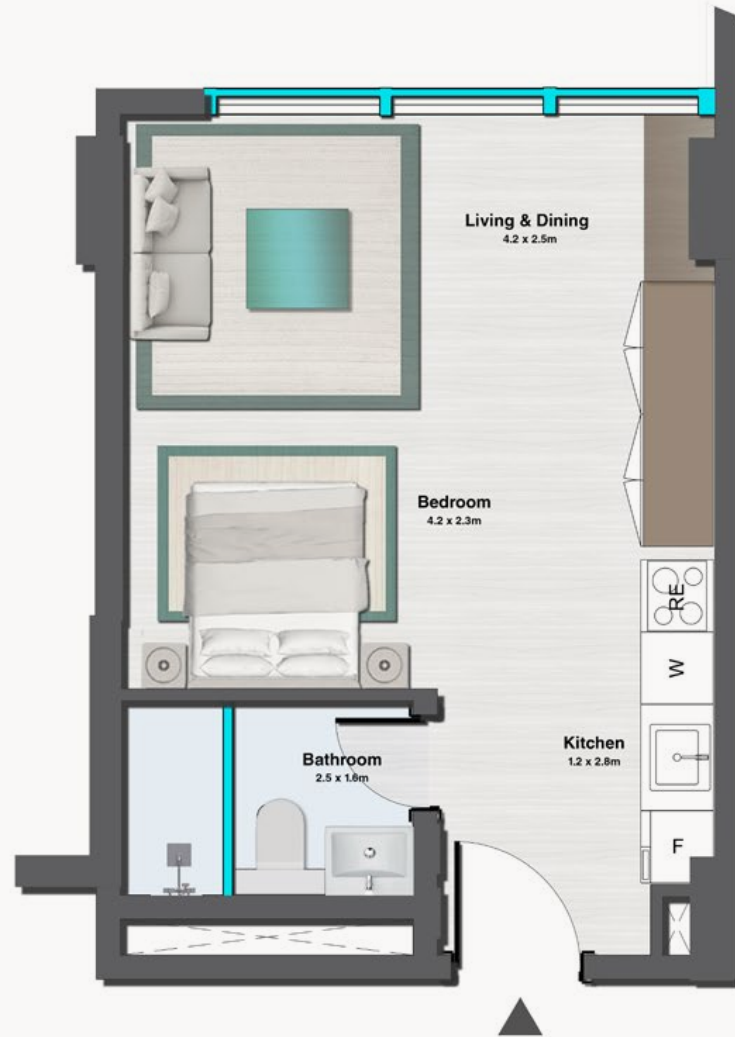 Living & Dining
4.2 x 2.5m
Bedroom
4.2 x 2.3m
RE
W
Kitchen
1.2 x 2.8m
Bathroom
2.5 x 1.6m
F